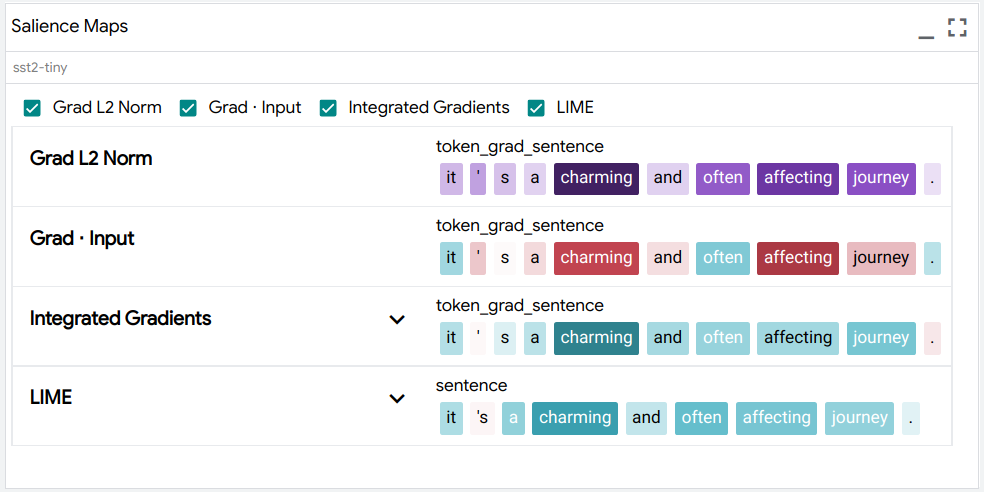 Salience Maps
sst2-tiny
Grad L2 Norm Grad · Input Integrated Gradients LIME
Grad L2 Norm
token_grad_sentence
it ' s a charming and often affecting journey .
Grad · Input
token_grad_sentence
it ' s a charming and often affecting journey .
Integrated Gradients
token_grad_sentence
it ' s a charming and often affecting journey .
LIME
sentence
it 's a charming and often affecting journey .